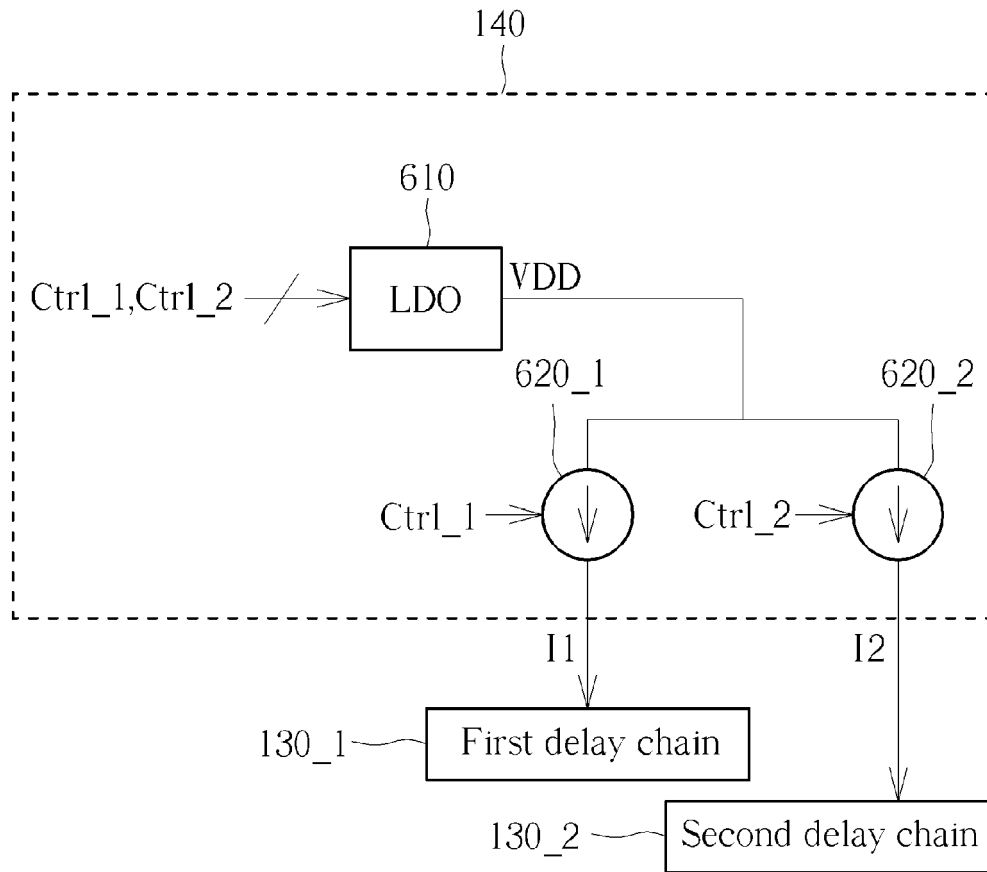 140
610
Ctrl_1,Ctrl_2
LDO
VDD
620_1
620_2
Ctrl_1
Ctrl_2
I1
I2
130_1
First delay chain
130_2
Second delay chain